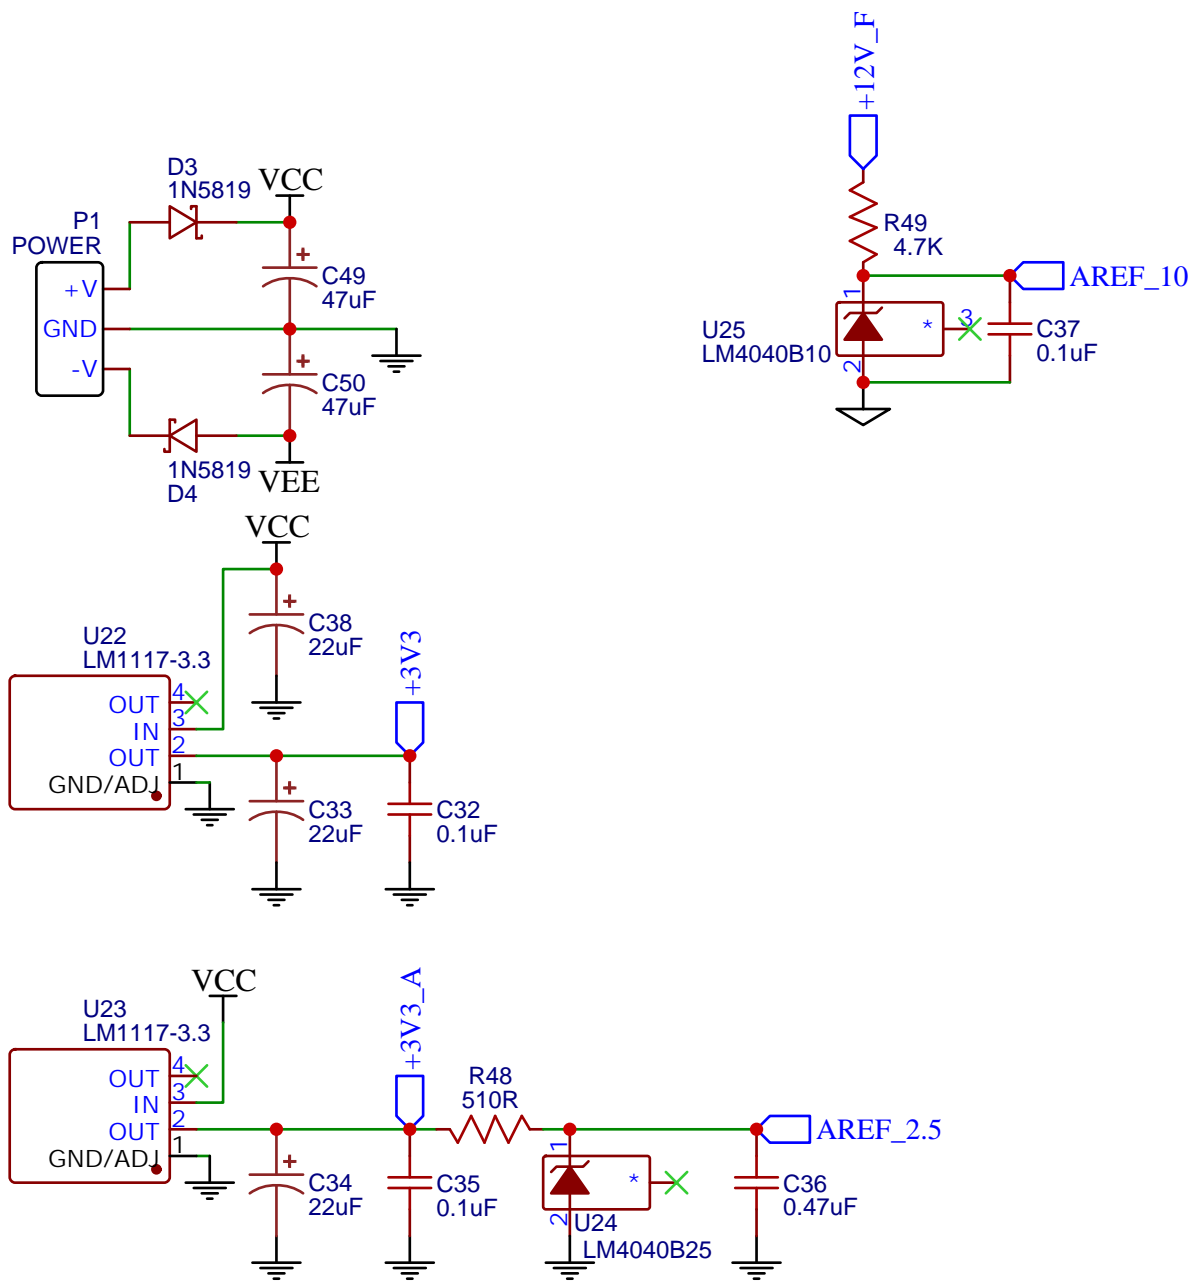 D3
1N5819
VCC
P1
POWER
+V
GND
-V
+
C49
47uF
+
C50
47uF
1N5819
D4
VEE
+12V_F
R49
4.7K
AREF_10
U25
LM4040B10
1
2
*
3
C37
0.1uF
VCC
+
C38
22uF
U22
LM1117-3.3
OUT
4
IN
3
OUT
2
GND/ADJ
1
+3V3
+
C33
22uF
C32
0.1uF
VCC
U23
LM1117-3.3
OUT
4
IN
3
OUT
2
GND/ADJ
1
+3V3_A
R48
510R
AREF_2.5
+
C34
22uF
C35
0.1uF
1
2
*
U24
LM4040B25
C36
0.47uF